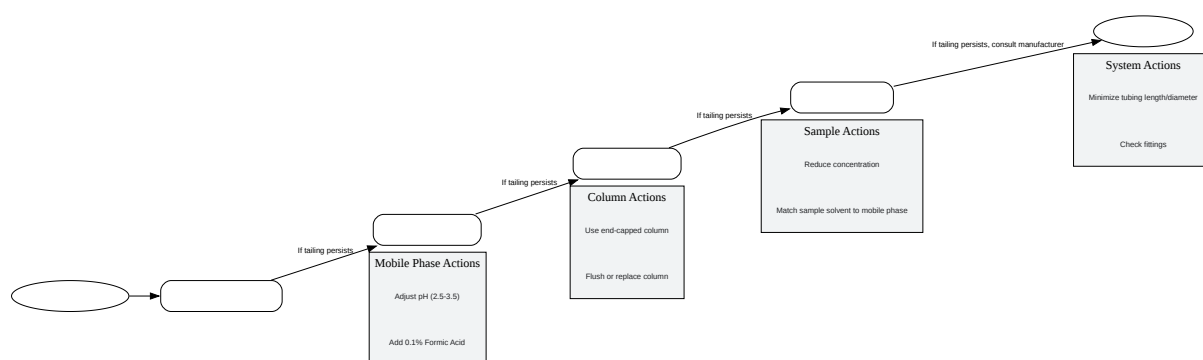 If tailing persists, consult manufacturer
System Actions
Minimize tubing length/diameter
Check fittings
If tailing persists
Sample Actions
Reduce concentration
Match sample solvent to mobile phase
If tailing persists
Column Actions
Use end-capped column
Flush or replace column
If tailing persists
Mobile Phase Actions
Adjust pH (2.5-3.5)
Add 0.1% Formic Acid